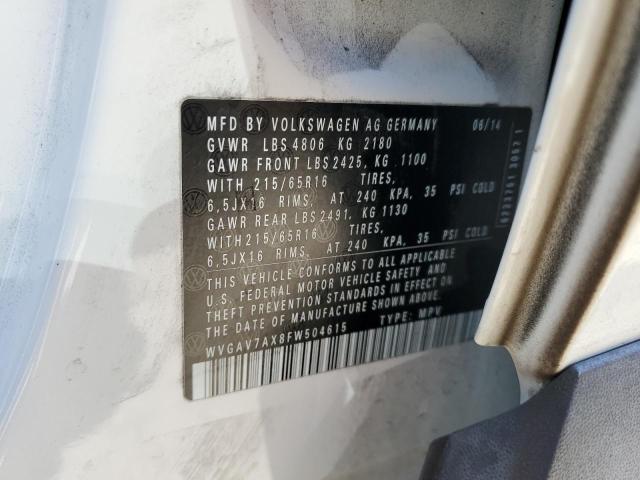 MFD BY VOLKSWAGEN AG GERMANY 06/14
GVWR LBS 4806 KG 2180
GAWR FRONT LBS 2425, KG 1100
WITH 215/65R16 TIRES,
6,5JX16 RIMS, AT 240 KPA, 35 PSI COLD
GAWR REAR LBS 2491, KG 1130
WITH 215/65R16 TIRES,
6,5JX16 RIMS, AT 240 KPA, 35 PSI COLD
THIS VEHICLE CONFORMS TO ALL APPLICABLE
U.S. FEDERAL MOTOR VEHICLE SAFETY AND
THEFT PREVENTION STANDARDS IN EFFECT ON
THE DATE OF MANUFACTURE SHOWN ABOVE.
WVGAV7AX8FW504615 TYPE: MPV